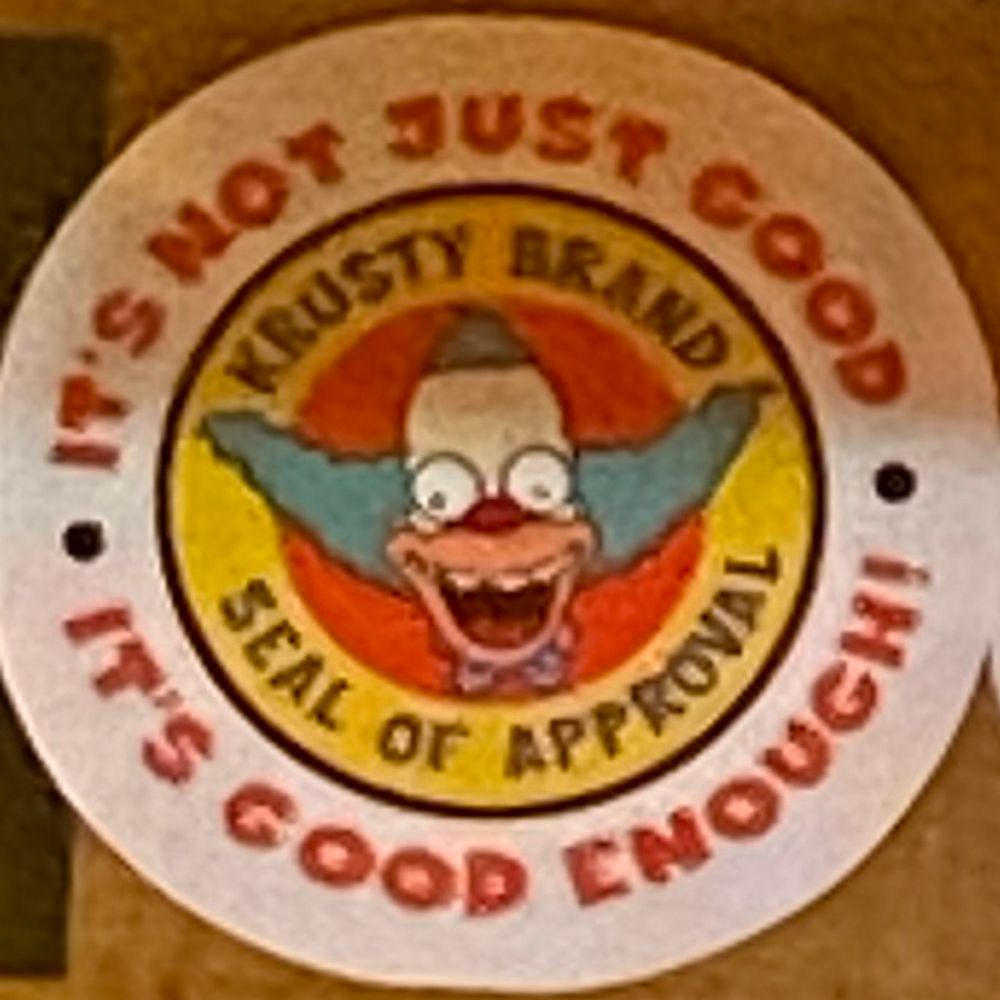 IT'S NOT JUST GOOD
IT'S GOOD ENOUGH!
KRUSTY BRAND
SEAL OF APPROVAL